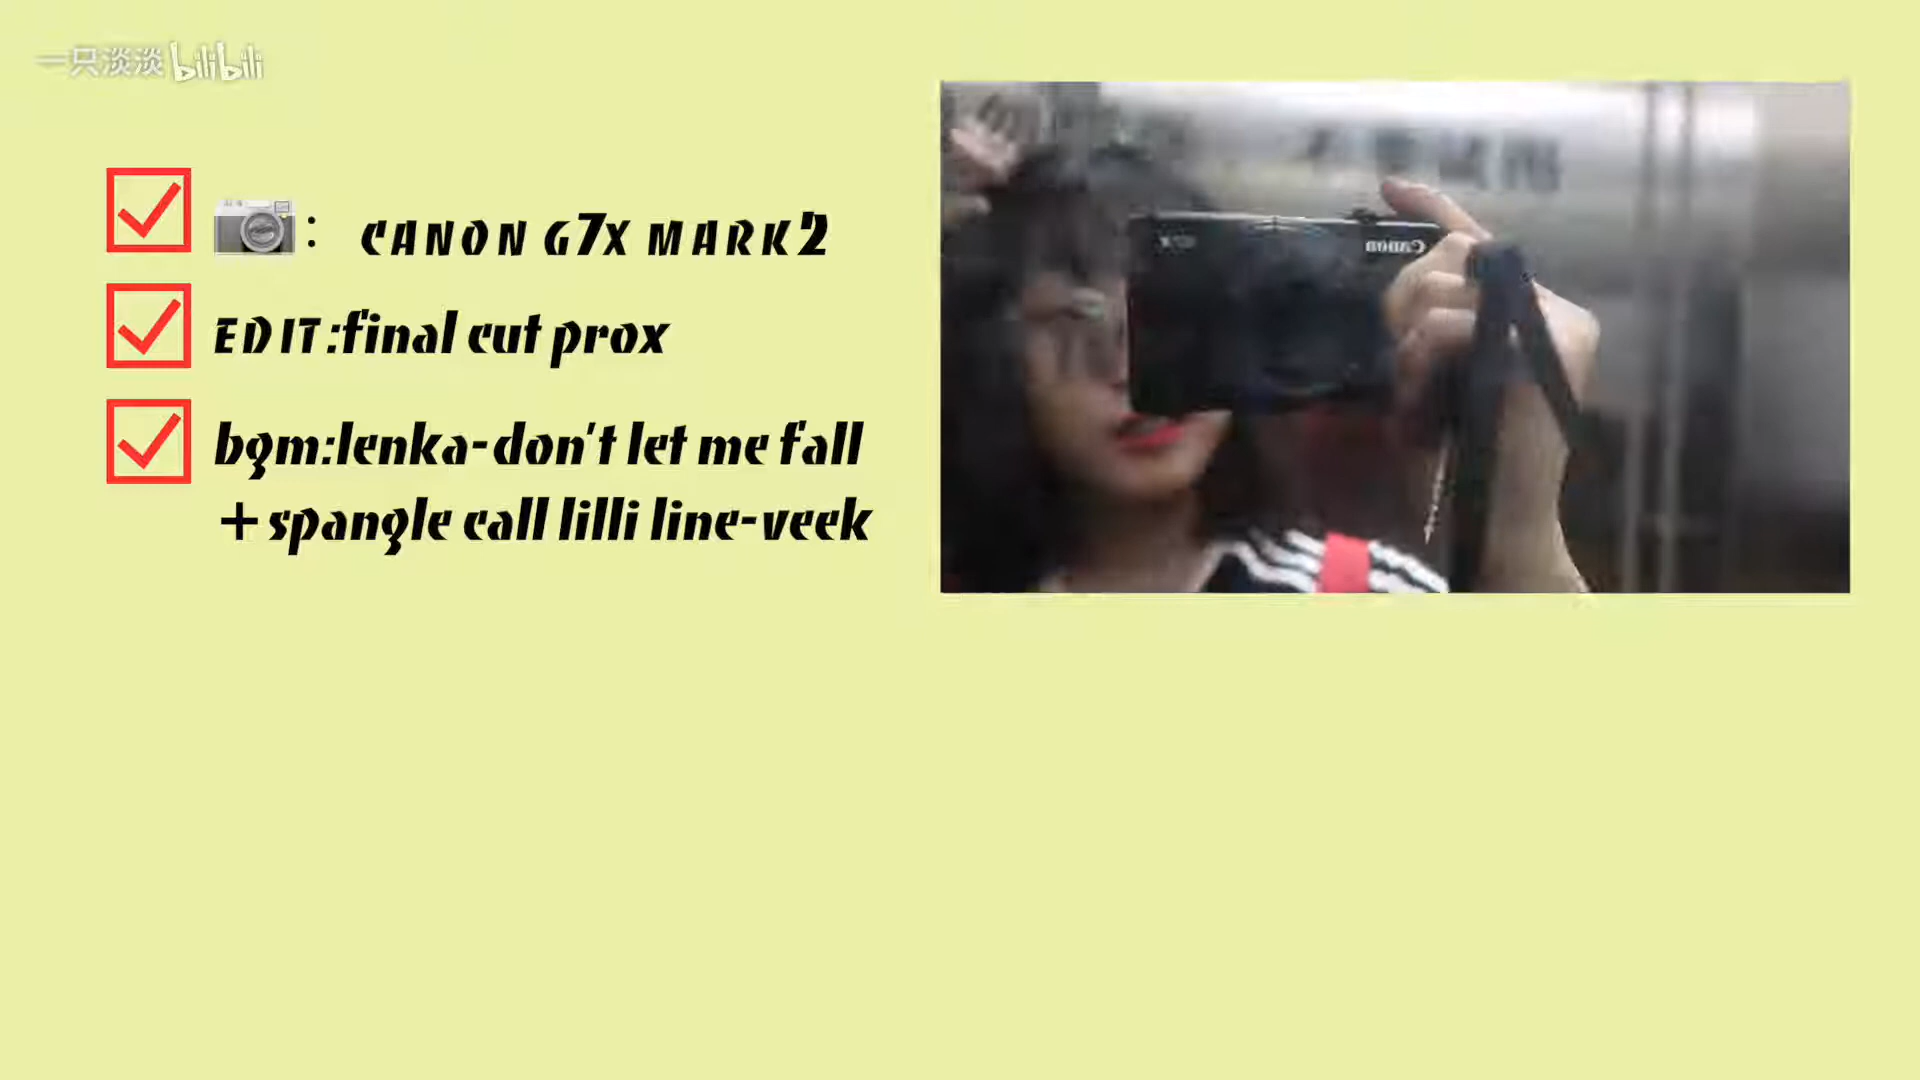 一只淡淡 bilibili
: CANON G7X MARK2
EDIT:final cut prox
bgm:lenka-don't let me fall
+spangle call lilli line-veek
Canon